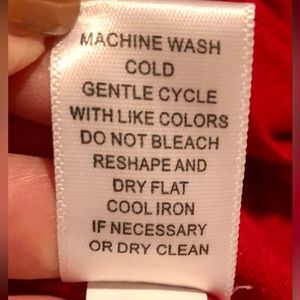 MACHINE WASH
COLD
GENTLE CYCLE
WITH LIKE COLORS
DO NOT BLEACH
RESHAPE AND
DRY FLAT
COOL IRON
IF NECESSARY
OR DRY CLEAN